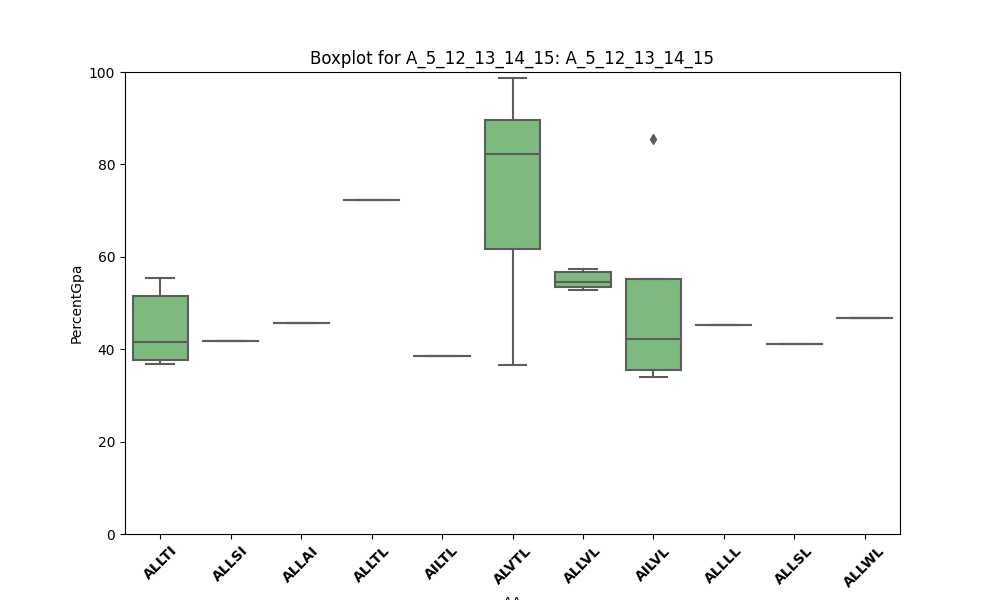 Boxplot for A_5_12_13_14_15: A_5_12_13_14_15
100
80
60
40
20
0
PercentGpa
ALLTI
ALLSI
ALLAI
ALLTL
AILTL
ALVTL
ALLVL
AILVL
ALLLL
ALLSL
ALLWL